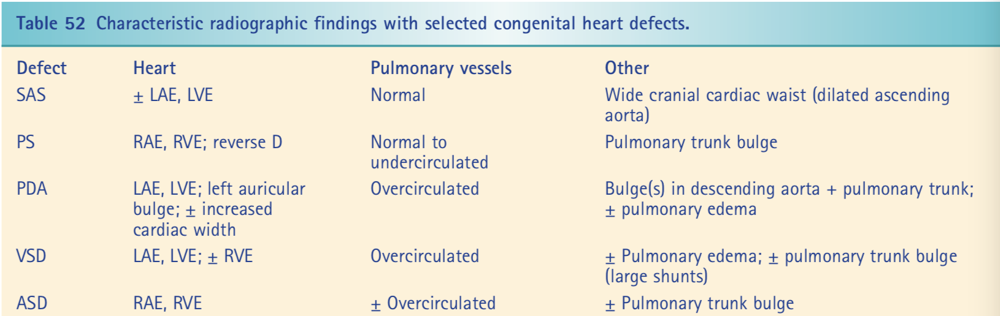 Table 52 Characteristic radiographic findings with selected congenital heart defects.
Defect Heart Pulmonary vessels Other
SAS ± LAE, LVE Normal Wide cranial cardiac waist (dilated ascending
aorta)
PS RAE, RVE; reverse D Normal to Pulmonary trunk bulge
undercirculated
PDA LAE, LVE; left auricular Overcirculated Bulge(s) in descending aorta + pulmonary trunk;
bulge; ± increased ± pulmonary edema
cardiac width
VSD LAE, LVE; ± RVE Overcirculated ± Pulmonary edema; ± pulmonary trunk bulge
(large shunts)
ASD RAE, RVE ± Overcirculated ± Pulmonary trunk bulge